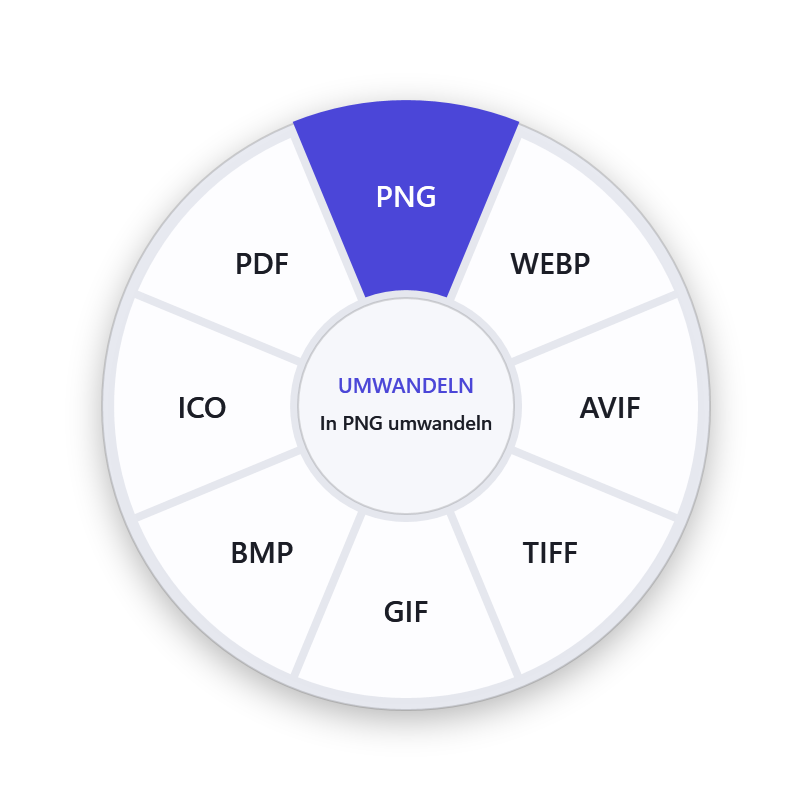 PNG
PDF
WEBP
ICO
UMWANDELN
In PNG umwandeln
AVIF
BMP
TIFF
GIF